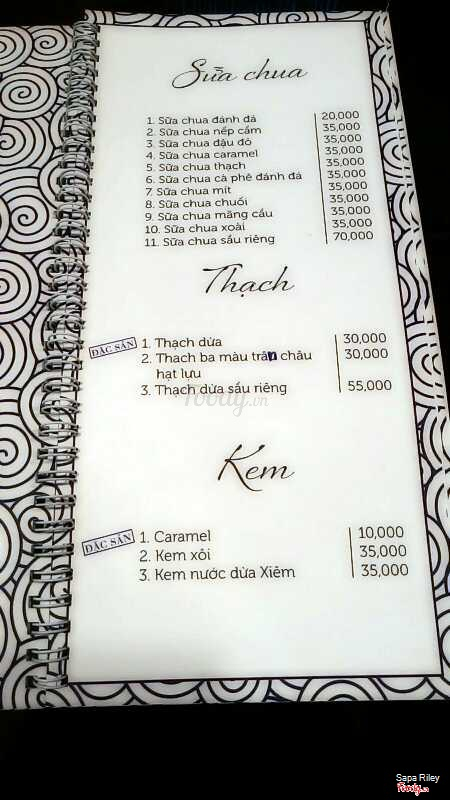 Sữa chua
1. Sữa chua đánh đá 20,000
2. Sữa chua nếp cẩm 35,000
3. Sữa chua đậu đỏ 35,000
4. Sữa chua caramel 35,000
5. Sữa chua thạch 35,000
6. Sữa chua cà phê đánh đá 35,000
7. Sữa chua mít 35,000
8. Sữa chua chuối 35,000
9. Sữa chua mãng cầu 35,000
10. Sữa chua xoài 35,000
11. Sữa chua sầu riêng 70,000
Thạch
ĐẶC SẢN 1. Thạch dừa 30,000
2. Thach ba màu trân châu 30,000
hạt lựu
3. Thạch dừa sầu riêng 55,000
Foody.vn
Kem
ĐẶC SẢN 1. Caramel 10,000
2. Kem xôi 35,000
3. Kem nước dừa Xiêm 35,000
Sapa Riley
Foody.vn